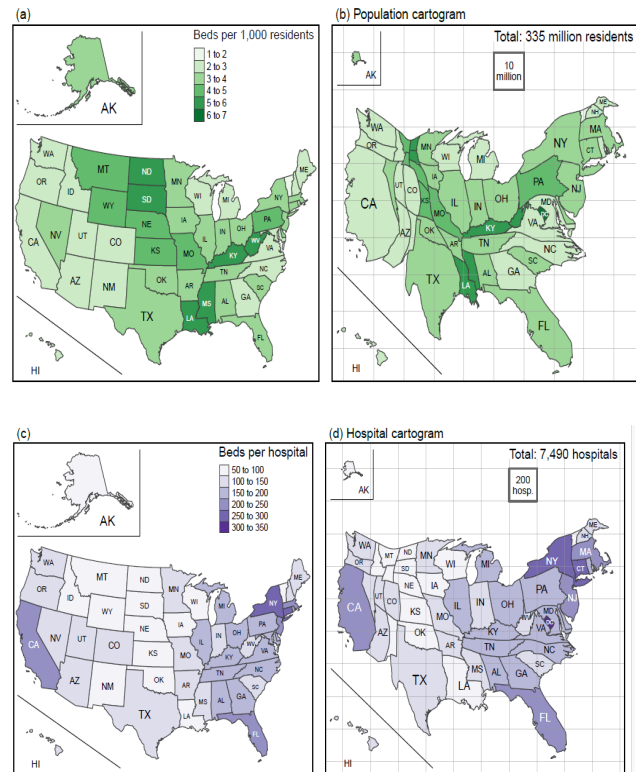 (a)
Beds per 1,000 residents
1 to 2
2 to 3
3 to 4
4 to 5
5 to 6
6 to 7
AK
WA
MT
ND
MN
OR
ID
SD
WI
MI
NY
ME
WY
IA
NE
PA
NV
UT
CO
IL
IN
OH
CA
KS
MO
WV
VA
KY
AZ
NM
OK
AR
TN
NC
SC
TX
MS
AL
GA
LA
FL
HI
(b) Population cartogram
Total: 335 million residents
10
million
AK
WA
MN
WI
MI
NY
NH
ME
MA
CT
OR
IA
PA
NJ
CA
UT
CO
KS
MO
IL
IN
OH
MD
DC
VA
KY
AZ
OK
AR
TN
NC
SC
TX
LA
AL
GA
FL
HI
(c)
Beds per hospital
50 to 100
100 to 150
150 to 200
200 to 250
250 to 300
300 to 350
AK
WA
MT
ND
MN
OR
ID
SD
WI
MI
NY
ME
WY
IA
NE
PA
NV
UT
CO
IL
IN
OH
CA
KS
MO
WV
VA
KY
AZ
NM
OK
AR
TN
NC
SC
TX
MS
AL
GA
LA
FL
HI
(d) Hospital cartogram
Total: 7,490 hospitals
200
hosp.
AK
WA
MT
ND
MN
WI
MI
NY
NH
ME
MA
CT
OR
ID
SD
IA
NE
PA
NJ
CA
UT
CO
KS
MO
IL
IN
OH
MD
DC
WV
VA
KY
AZ
OK
AR
TN
NC
SC
TX
LA
MS
AL
GA
FL
HI